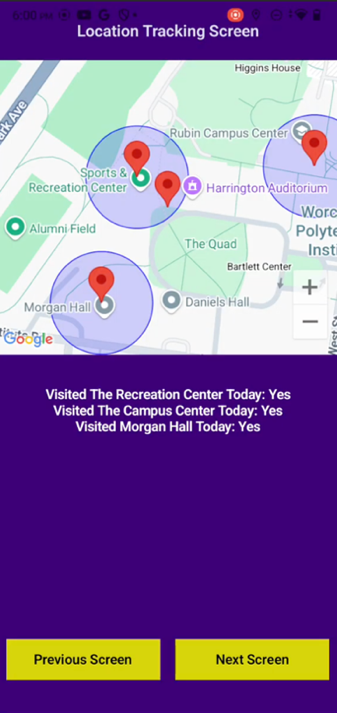 6:00
Location Tracking Screen
Higgins House
Rubin Campus Center
Sports &
Recreation Center
Harrington Auditorium
Alumni Field
The Quad
Bartlett Center
Morgan Hall
Daniels Hall
+
−
Google
Visited The Recreation Center Today: Yes
Visited The Campus Center Today: Yes
Visited Morgan Hall Today: Yes
Previous Screen
Next Screen